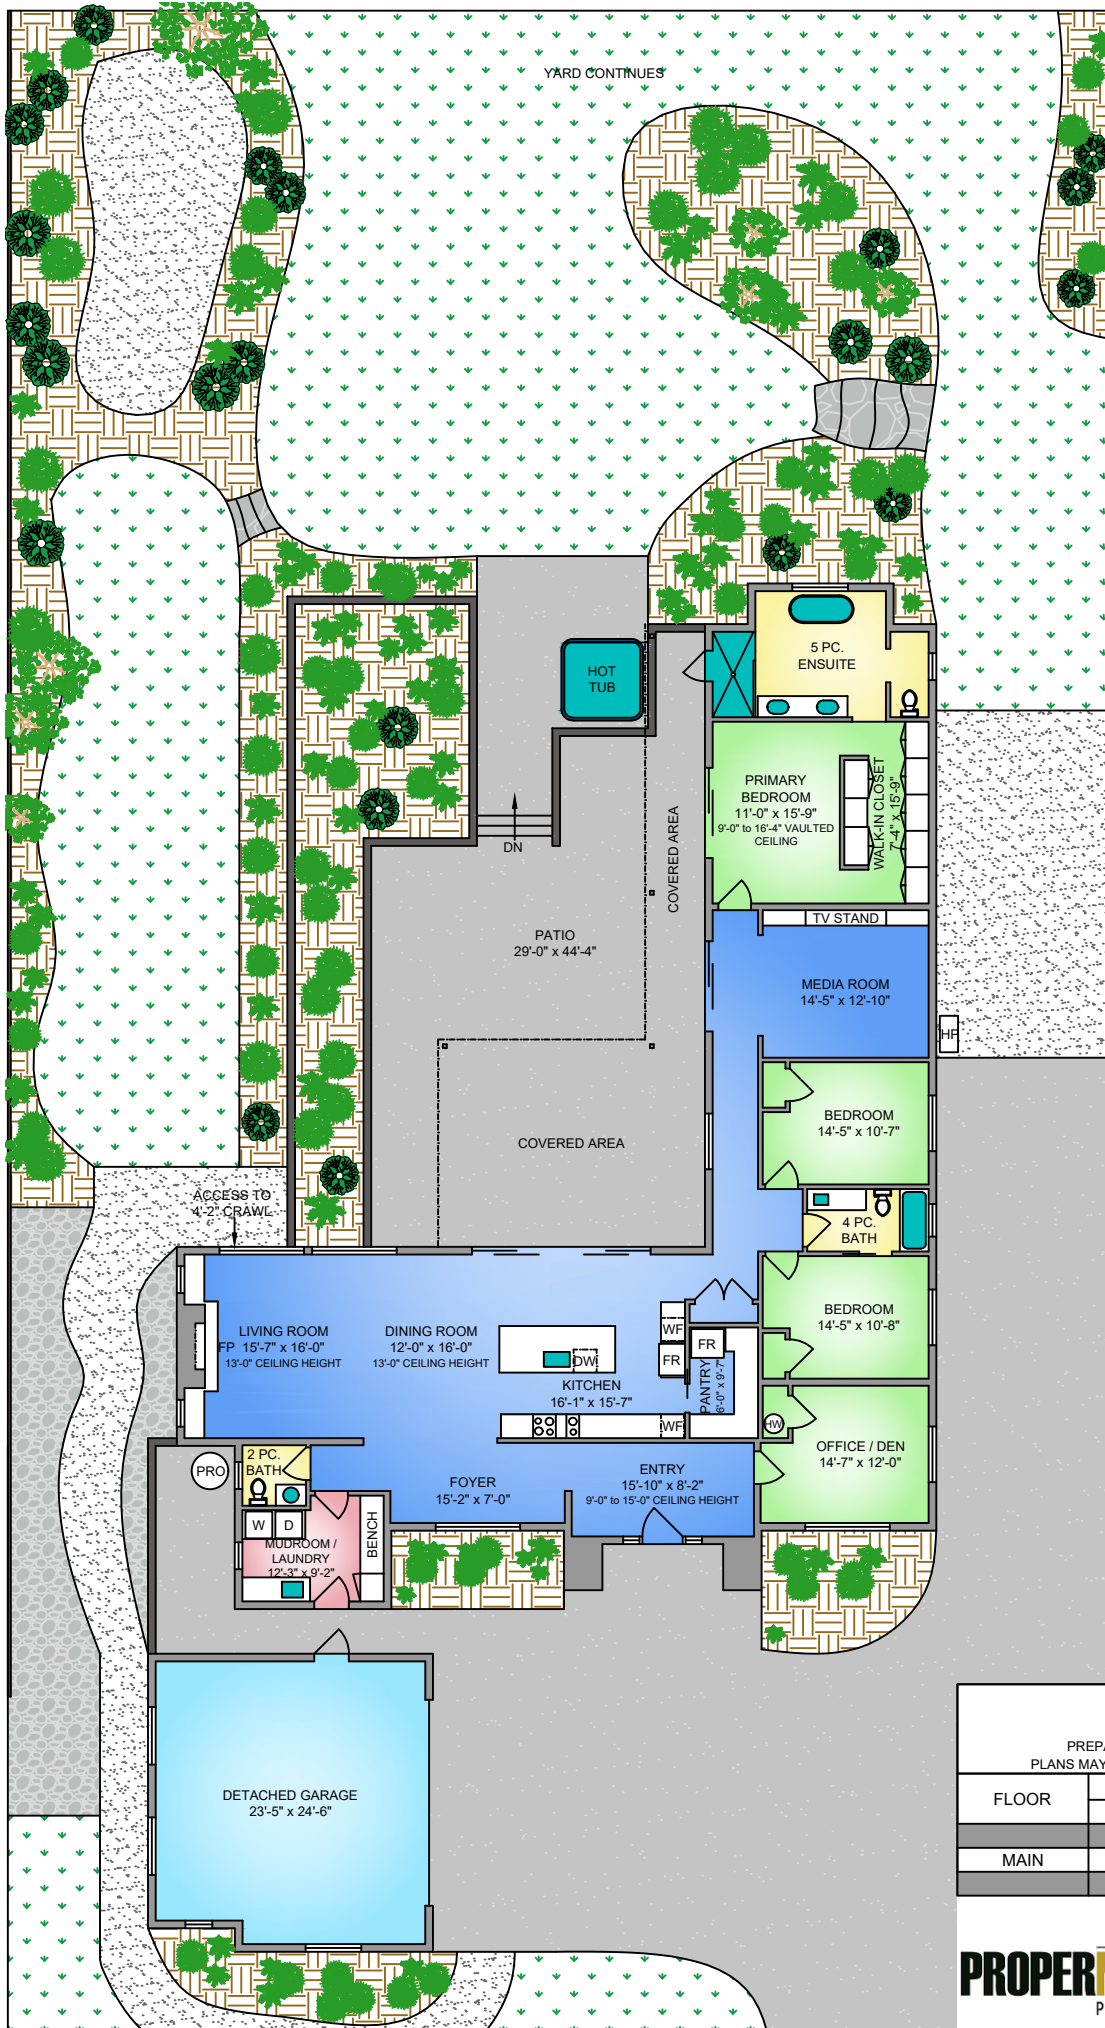 YARD CONTINUES
5 PC.
ENSUITE
HOT
TUB
PRIMARY
BEDROOM
11'-0" x 15'-9"
9'-0" to 16'-4" VAULTED
CEILING
WALK-IN CLOSET
7'-4" x 15'-9"
COVERED AREA
DN
TV STAND
PATIO
29'-0" x 44'-4"
MEDIA ROOM
14'-5" x 12'-10"
HP
BEDROOM
14'-5" x 10'-7"
COVERED AREA
ACCESS TO
4'-2" CRAWL
4 PC.
BATH
BEDROOM
14'-5" x 10'-8"
LIVING ROOM
FP 15'-7" x 16'-0"
13'-0" CEILING HEIGHT
DINING ROOM
12'-0" x 16'-0"
13'-0" CEILING HEIGHT
WF
FR
FR
DW
KITCHEN
16'-1" x 15'-7"
PANTRY
6'-0" x 9'-7"
WF
HW
OFFICE / DEN
14'-7" x 12'-0"
2 PC.
BATH
PRO
FOYER
15'-2" x 7'-0"
ENTRY
15'-10" x 8'-2"
9'-0" to 15'-0" CEILING HEIGHT
W
D
BENCH
MUDROOM /
LAUNDRY
12'-3" x 9'-2"
DETACHED GARAGE
23'-5" x 24'-6"
PREPA
PLANS MAY
FLOOR
MAIN
PROPER
P